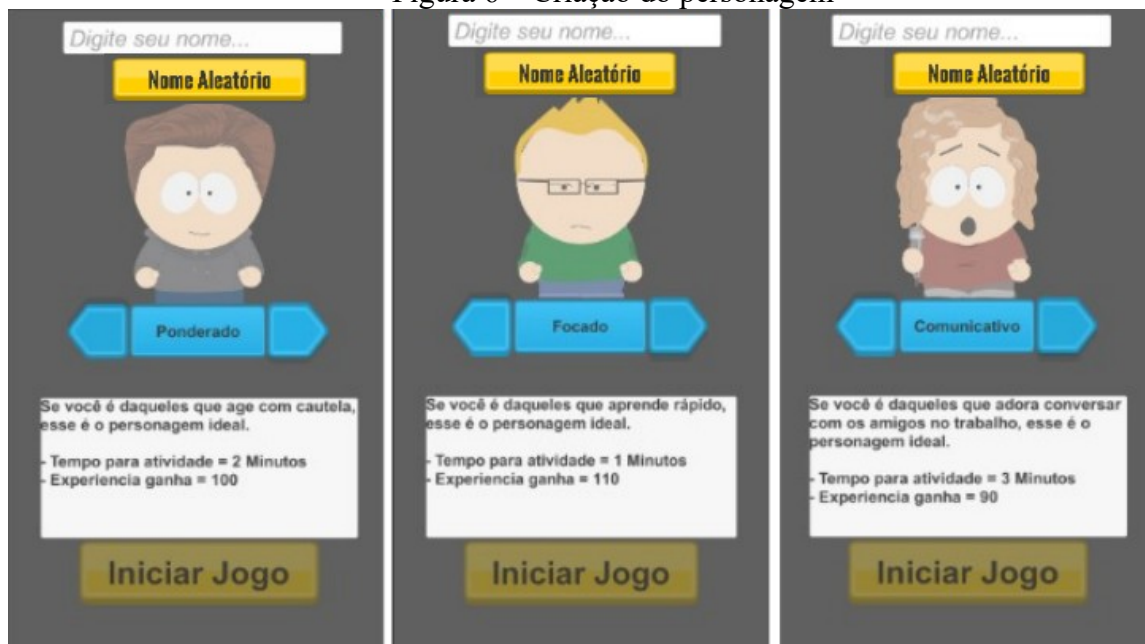 Figura 6 – Criação do personagem
Digite seu nome...
Nome Aleatório
Ponderado
Se você é daqueles que age com cautela,
esse é o personagem ideal.
- Tempo para atividade = 2 Minutos
- Experiencia ganha = 100
Iniciar Jogo
Digite seu nome...
Nome Aleatório
Focado
Se você é daqueles que aprende rápido,
esse é o personagem ideal.
- Tempo para atividade = 1 Minutos
- Experiencia ganha = 110
Iniciar Jogo
Digite seu nome...
Nome Aleatório
Comunicativo
Se você é daqueles que adora conversar
com os amigos no trabalho, esse é o
personagem ideal.
- Tempo para atividade = 3 Minutos
- Experiencia ganha = 90
Iniciar Jogo